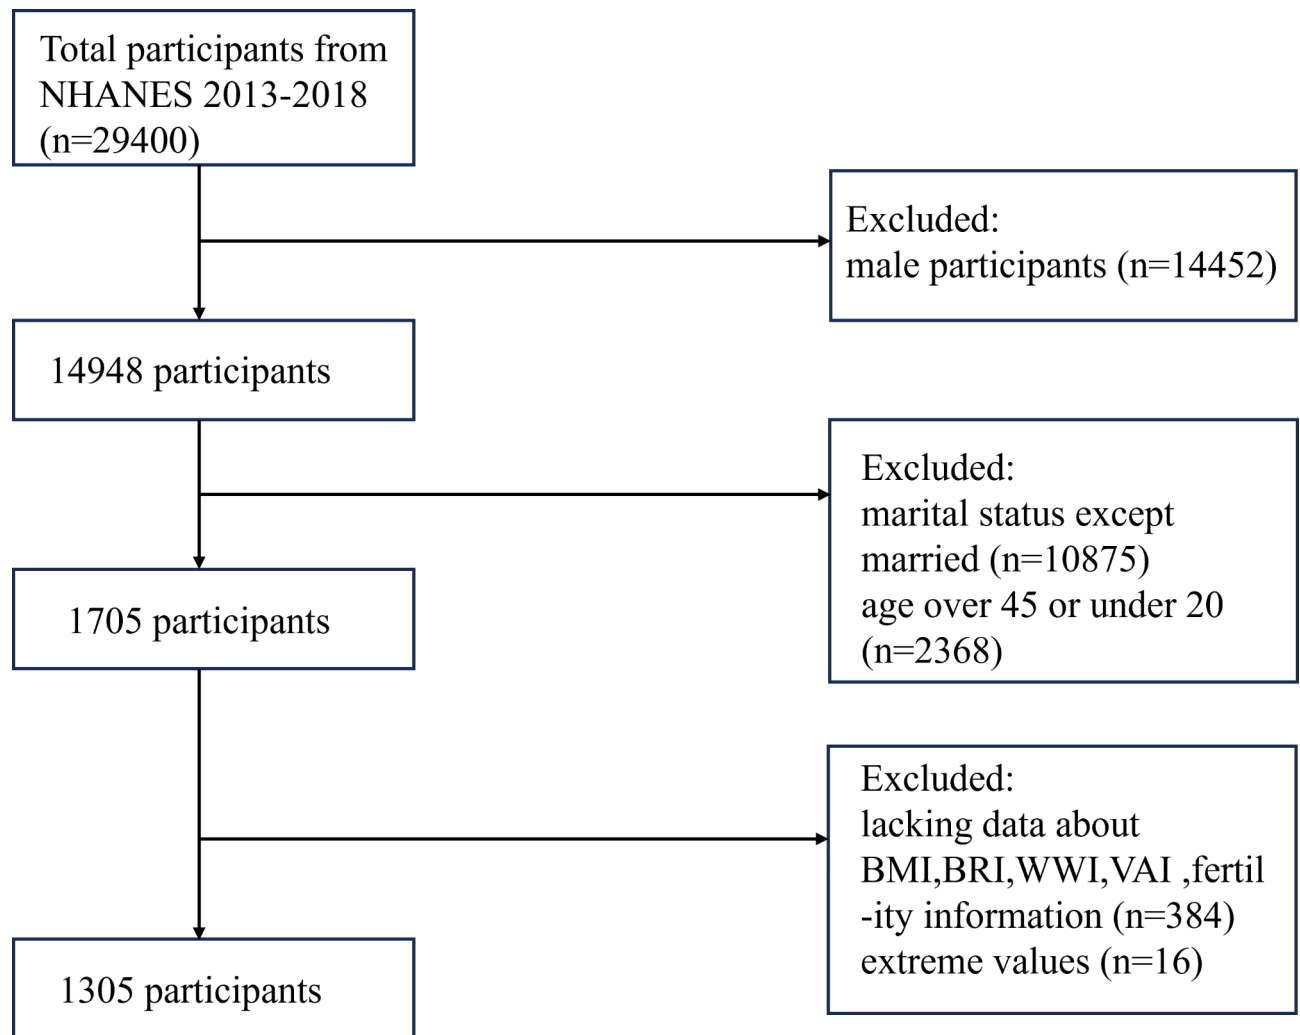 Total participants from
NHANES 2013-2018
(n=29400)
Excluded:
male participants (n=14452)
14948 participants
Excluded:
marital status except
married (n=10875)
age over 45 or under 20
(n=2368)
1705 participants
Excluded:
lacking data about
BMI,BRI,WWI,VAI ,fertil
-ity information (n=384)
extreme values (n=16)
1305 participants